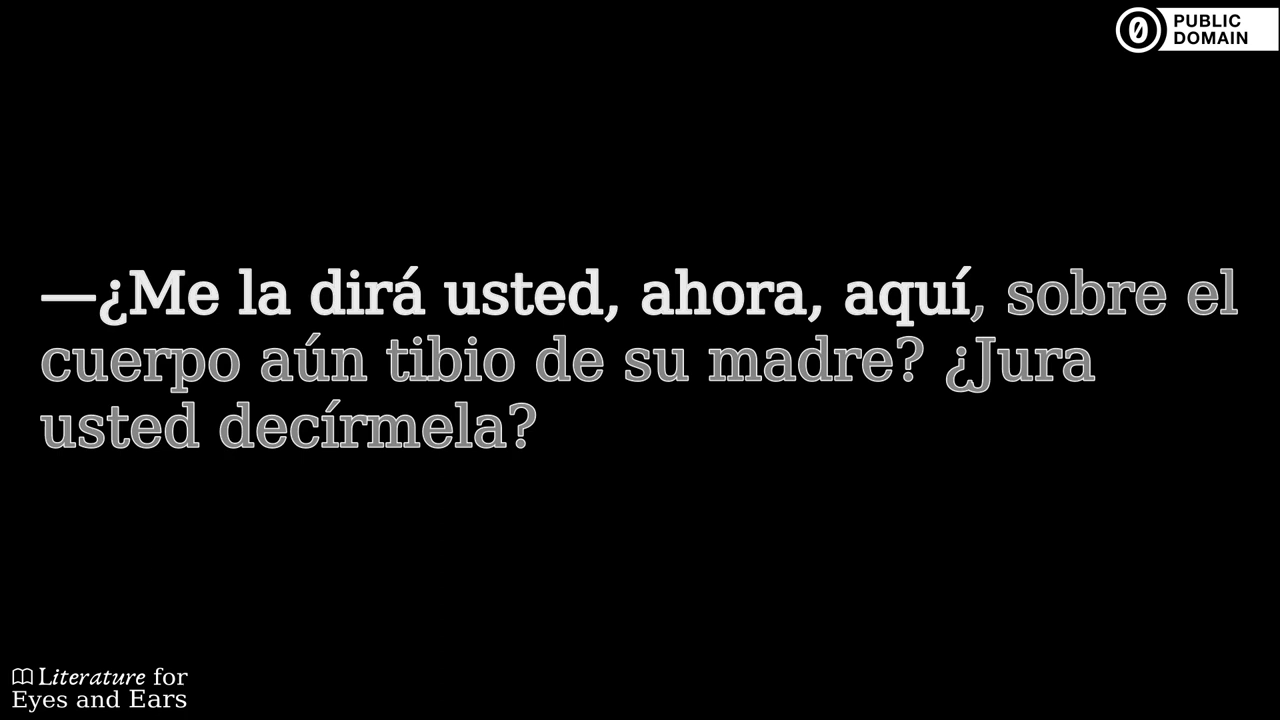 PUBLIC
DOMAIN
—¿Me la dirá usted, ahora, aquí, sobre el
cuerpo aún tibio de su madre? ¿Jura
usted decírmela?
Literature for
Eyes and Ears